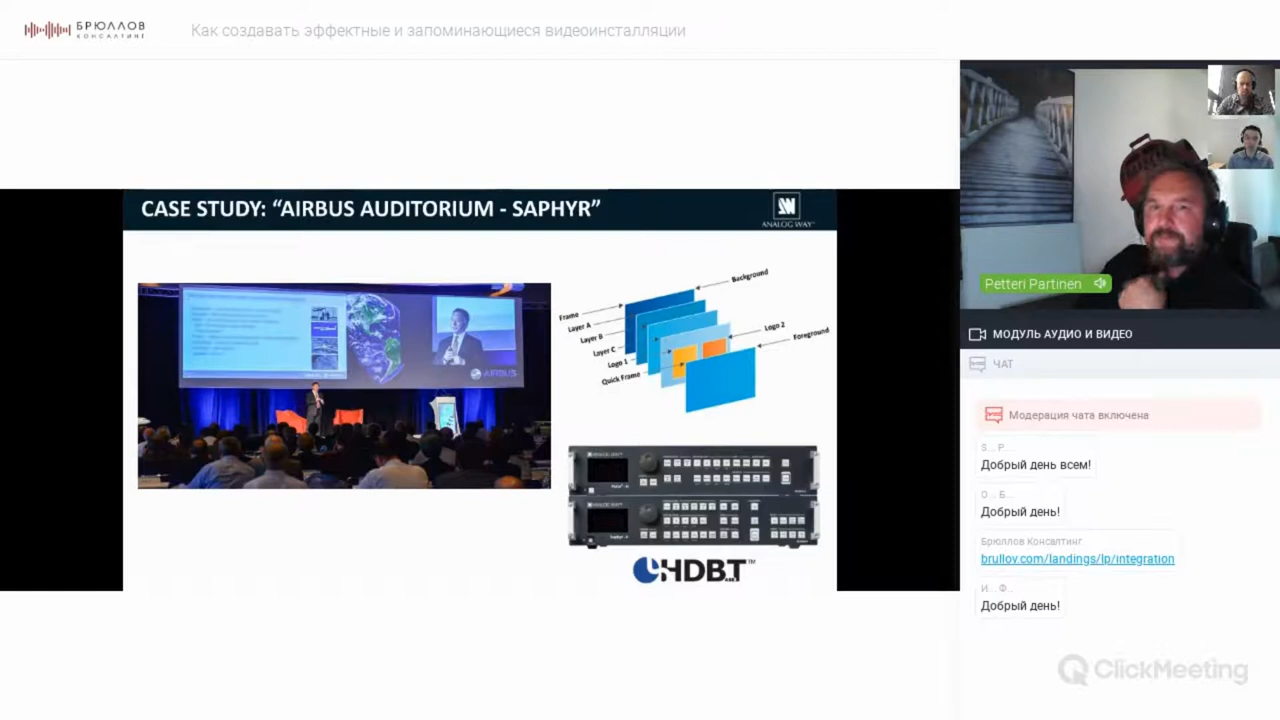 БРЮЛЛОВ
КОНСАЛТИНГ
Как создавать эффектные и запоминающиеся видеоинсталляции
CASE STUDY: “AIRBUS AUDITORIUM - SAPHYR”
ANALOG WAY
Background
Frame
Layer A
Layer B
Layer C
Logo 1
Quick Frame
Logo 2
Foreground
AIRBUS
HDBT™
Petteri Partinen
МОДУЛЬ АУДИО И ВИДЕО
ЧАТ
Модерация чата включена
S... P...
Добрый день всем!
О... Б...
Добрый день!
Брюллов Консалтинг
brullov.com/landings/lp/integration
И... Ф...
Добрый день!
ClickMeeting